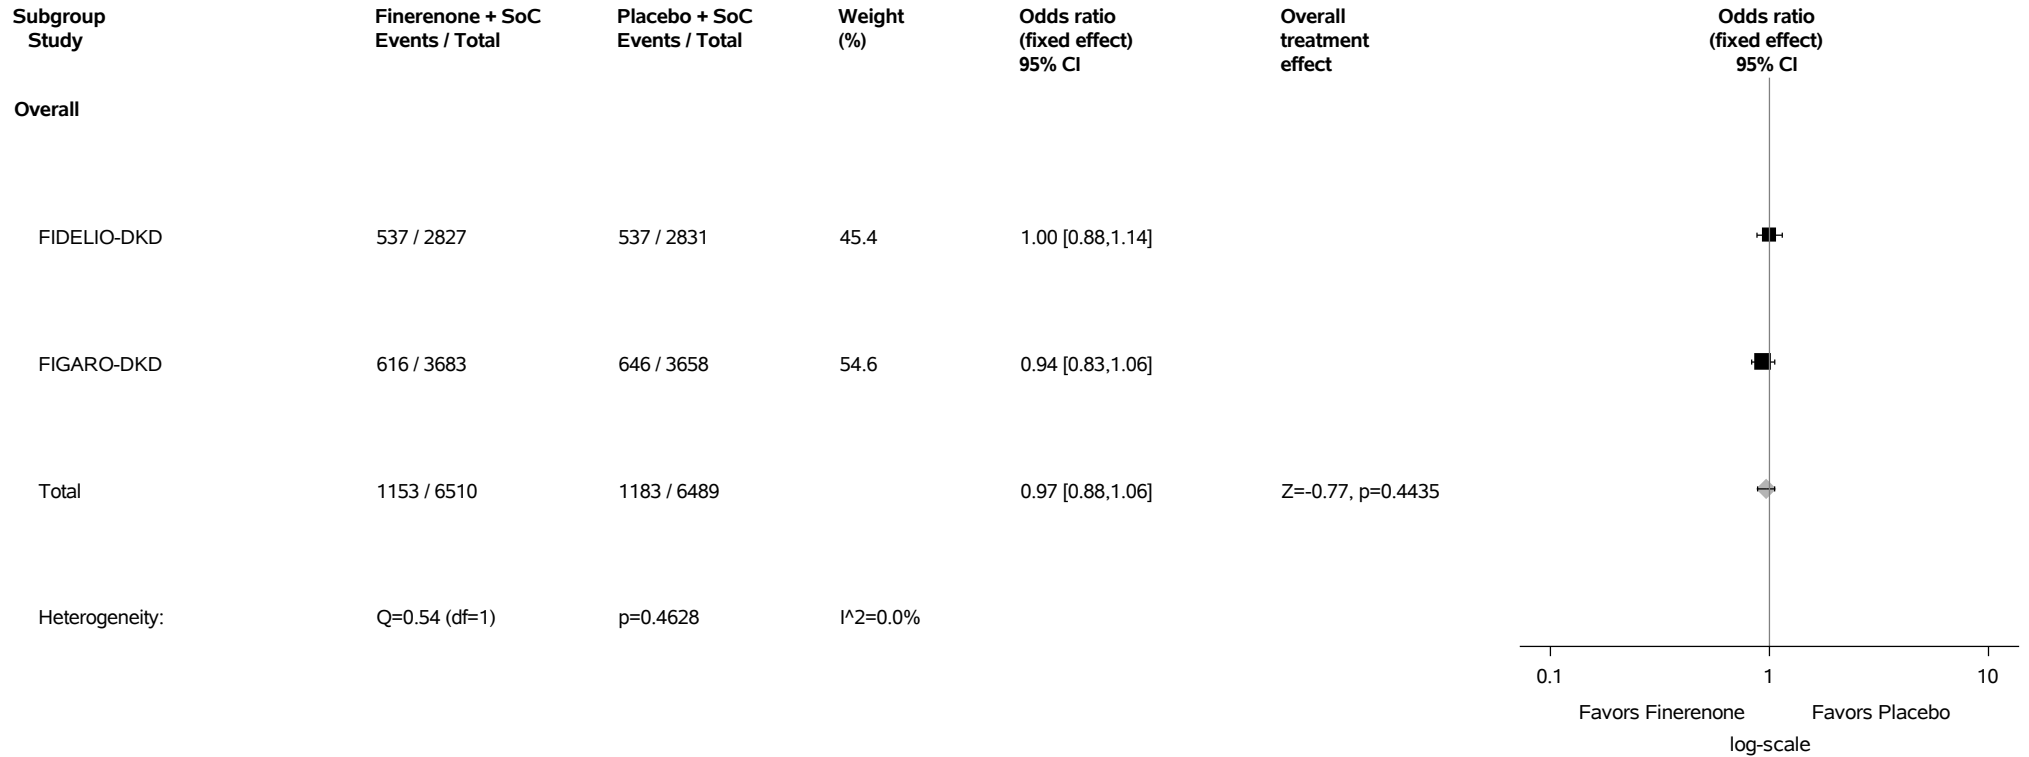 Subgroup Finerenone + SoC Placebo + SoC Weight Odds ratio Overall Odds ratio
Study Events / Total Events / Total (%) (fixed effect) treatment (fixed effect)
95% CI effect 95% CI
Overall
FIDELIO-DKD 537 / 2827 537 / 2831 45.4 1.00 [0.88,1.14]
FIGARO-DKD 616 / 3683 646 / 3658 54.6 0.94 [0.83,1.06]
Total 1153 / 6510 1183 / 6489 0.97 [0.88,1.06] Z=-0.77, p=0.4435
Heterogeneity: Q=0.54 (df=1) p=0.4628 I^2=0.0%
0.1 1 10
Favors Finerenone Favors Placebo
log-scale